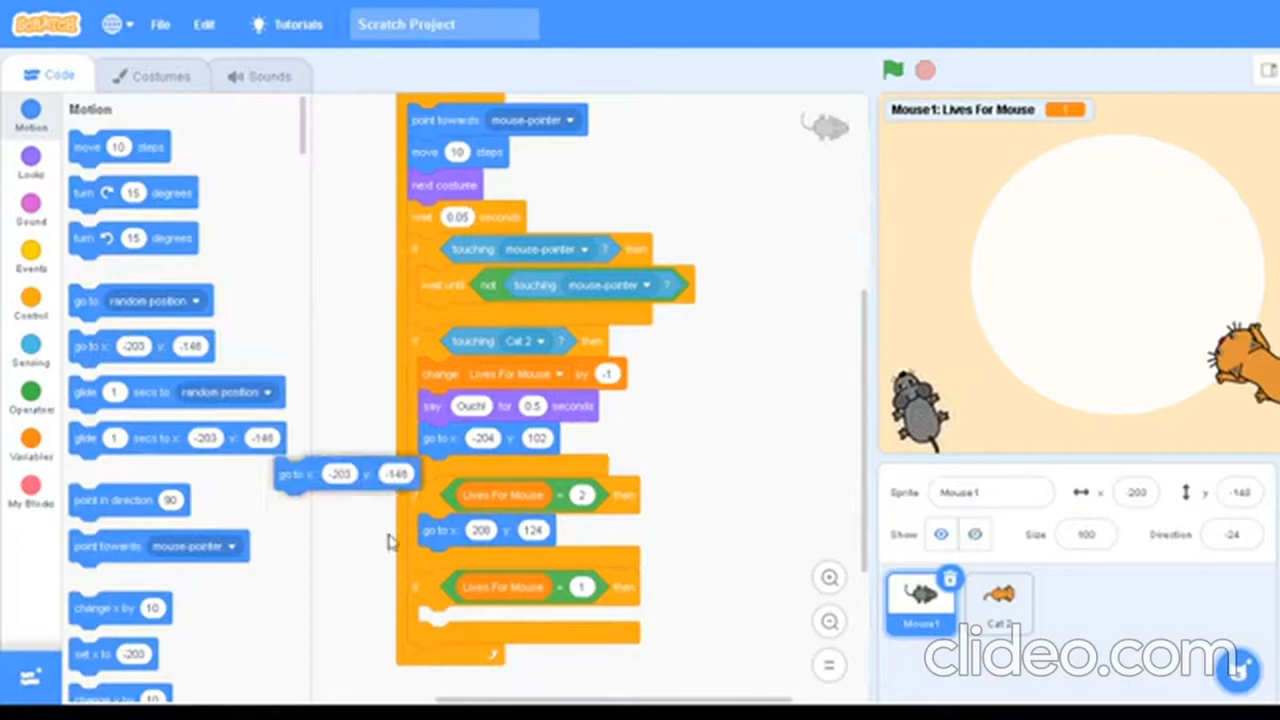 SCRATCH File Edit Tutorials Scratch Project
Code Costumes Sounds
Motion
Looks
Sound
Events
Control
Sensing
Operators
Variables
My Blocks
Motion
move 10 steps
turn 15 degrees
turn 15 degrees
go to random position
go to x: -203 y: -148
glide 1 secs to random position
glide 1 secs to x: -203 y: -148
point in direction 90
point towards mouse-pointer
change x by 10
set x to -203
change y by 10
go to x: -203 y: -148
point towards mouse-pointer
move 10 steps
next costume
wait 0.05 seconds
if touching mouse-pointer ? then
wait until not touching mouse-pointer ?
if touching Cat 2 ? then
change Lives For Mouse by -1
say Ouch! for 0.5 seconds
go to x: -204 y: 102
if Lives For Mouse = 2 then
go to x: 208 y: 124
if Lives For Mouse = 1 then
Mouse1: Lives For Mouse 1
Sprite Mouse1 x -203 y -148
Show Size 100 Direction -24
Mouse1 Cat 2
clideo.com